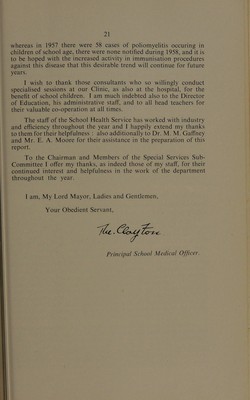 21
whereas in 1957 there were 58 cases of poliomyelitis occuring in
children of school age, there were none notified during 1958, and it is
to be hoped with the increased activity in immunisation procedures
against this disease that this desirable trend will continue for future
years.
I wish to thank those consultants who so willingly conduct
specialised sessions at our Clinic, as also at the hospital, for the
benefit of school children. I am much indebted also to the Director
of Education, his administrative staff, and to all head teachers for
their valuable co-operation at all times.
The staff of the School Health Service has worked with industry
and efficiency throughout the year and I happily extend my thanks
to them for their helpfulness: also additionally to Dr. M. M. Gaffney
and Mr. E. A. Moore for their assistance in the preparation of this
report.
To the Chairman and Members of the Special Services Sub-
Committee I offer my thanks, as indeed those of my staff, for their
continued interest and helpfulness in the work of the department
throughout the year.
I am, My Lord Mayor, Ladies and Gentlemen,
Your Obedient Servant,
Clayton
Principal School Medical Officer.